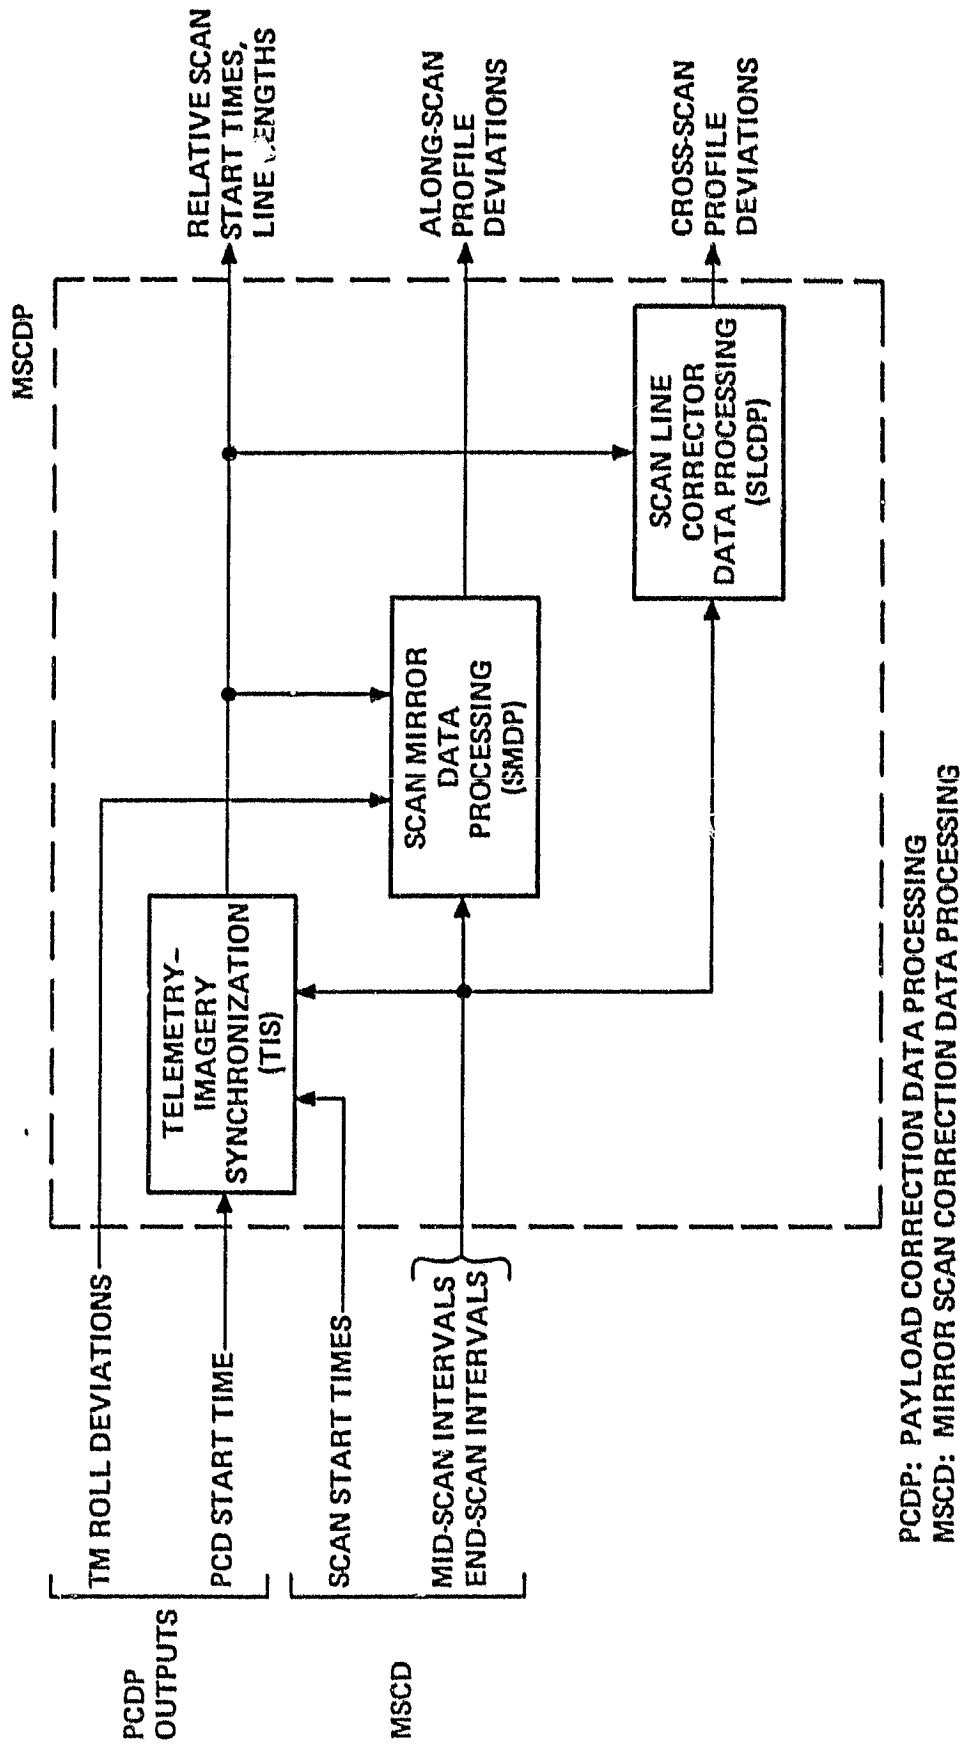 MSCDP
PCDP
OUTPUTS
TM ROLL DEVIATIONS
PCD START TIME
MSCD
SCAN START TIMES
MID-SCAN INTERVALS
END-SCAN INTERVALS
TELEMETRY-
IMAGERY
SYNCHRONIZATION
(TIS)
SCAN MIRROR
DATA
PROCESSING
(SMDP)
SCAN LINE
CORRECTOR
DATA PROCESSING
(SLCDP)
RELATIVE SCAN
START TIMES,
LINE LENGTHS
ALONG-SCAN
PROFILE
DEVIATIONS
CROSS-SCAN
PROFILE
DEVIATIONS
PCDP: PAYLOAD CORRECTION DATA PROCESSING
MSCD: MIRROR SCAN CORRECTION DATA PROCESSING